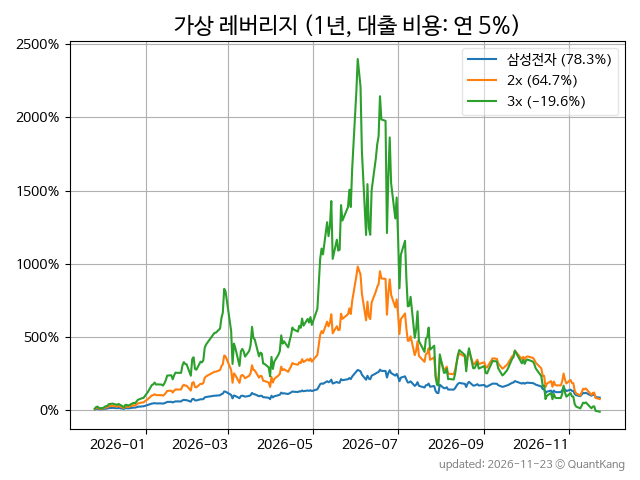 가상 레버리지 (1년, 대출 비용: 연 5%)
2500%
2000%
1500%
1000%
500%
0%
삼성전자 (78.3%)
2x (64.7%)
3x (−19.6%)
2026-01
2026-03
2026-05
2026-07
2026-09
2026-11
updated: 2026-11-23 © QuantKang